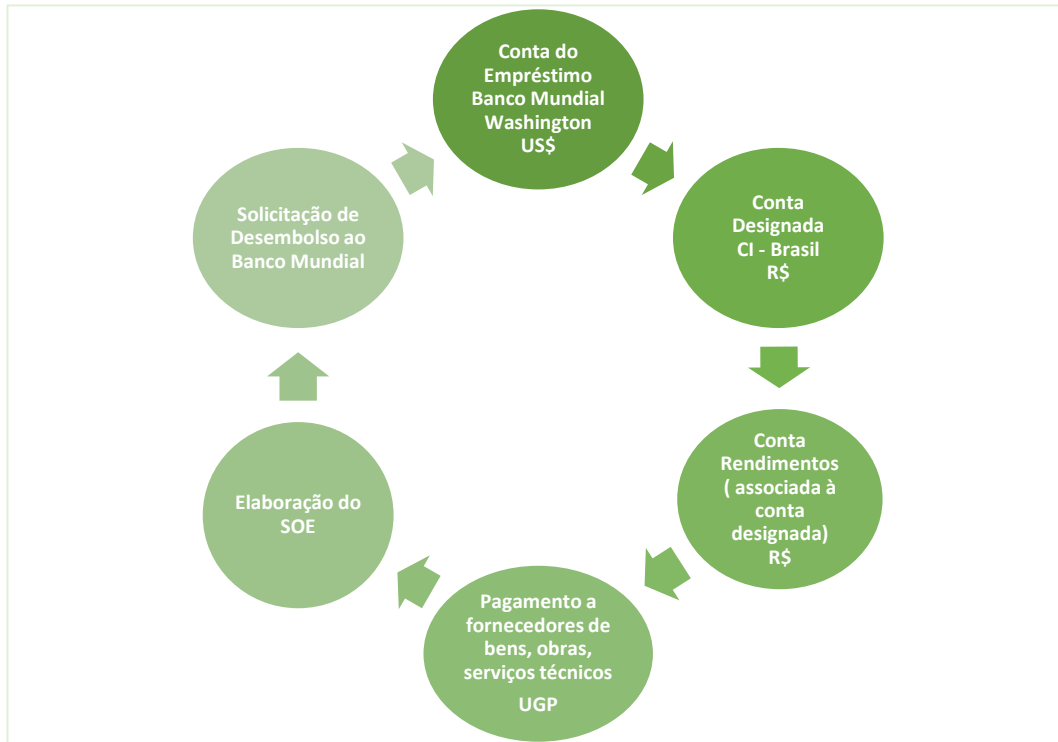 Conta do
Empréstimo
Banco Mundial
Washington
US$
Conta
Designada
CI - Brasil
R$
Conta
Rendimentos
( associada à
conta
designada)
R$
Pagamento a
fornecedores de
bens, obras,
serviços técnicos
UGP
Elaboração do
SOE
Solicitação de
Desembolso ao
Banco Mundial